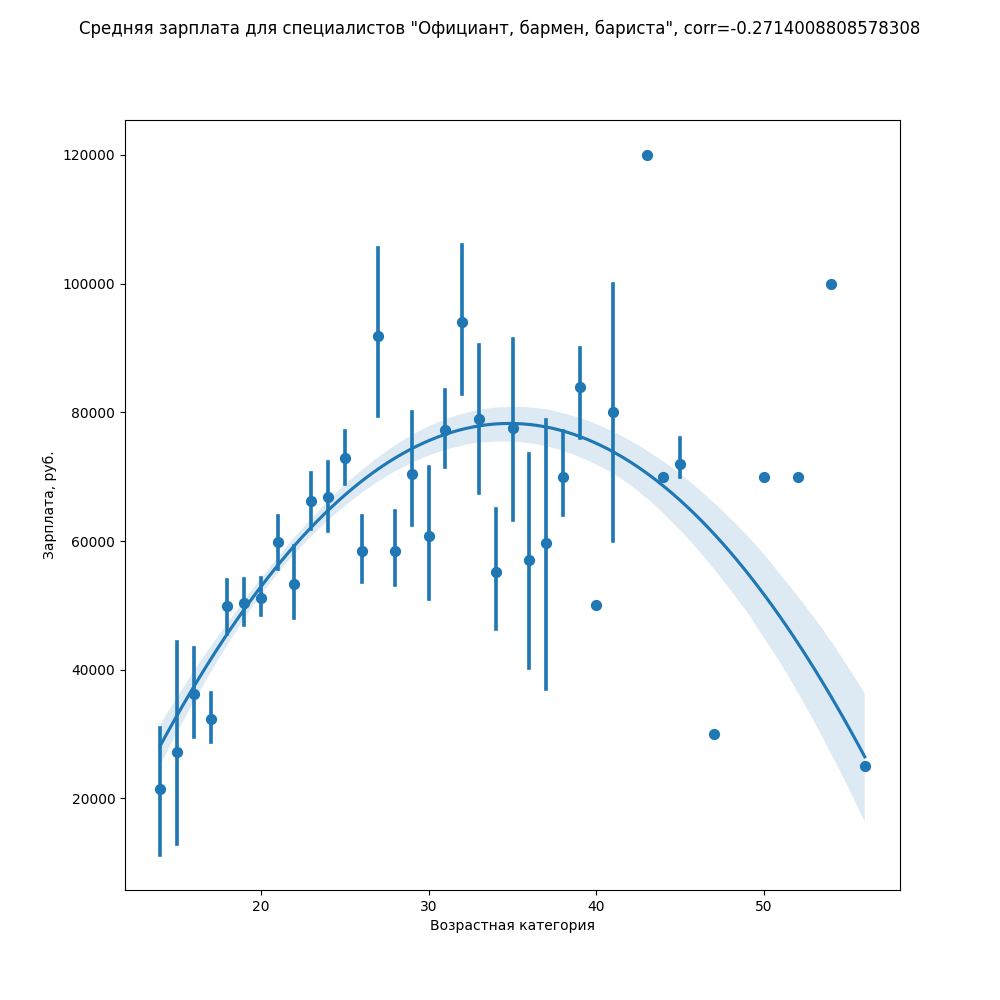 Средняя зарплата для специалистов "Официант, бармен, бариста", corr=-0.2714008808578308
120000
100000
80000
60000
40000
20000
Зарплата, руб.
20 30 40 50
Возрастная категория